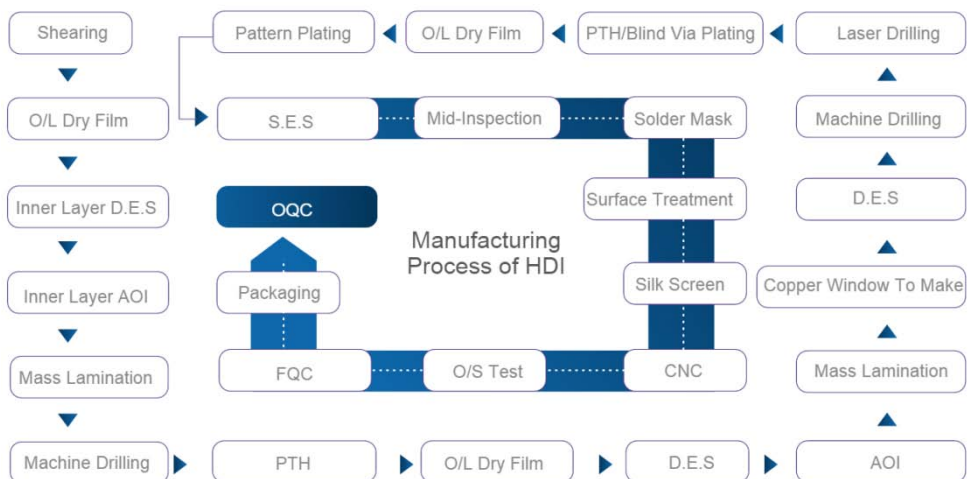 Shearing
Pattern Plating
O/L Dry Film
PTH/Blind Via Plating
Laser Drilling
O/L Dry Film
S.E.S
Mid-Inspection
Solder Mask
Machine Drilling
Inner Layer D.E.S
OQC
Surface Treatment
D.E.S
Manufacturing
Process of HDI
Inner Layer AOI
Packaging
Silk Screen
Copper Window To Make
Mass Lamination
FQC
O/S Test
CNC
Mass Lamination
Machine Drilling
PTH
O/L Dry Film
D.E.S
AOI